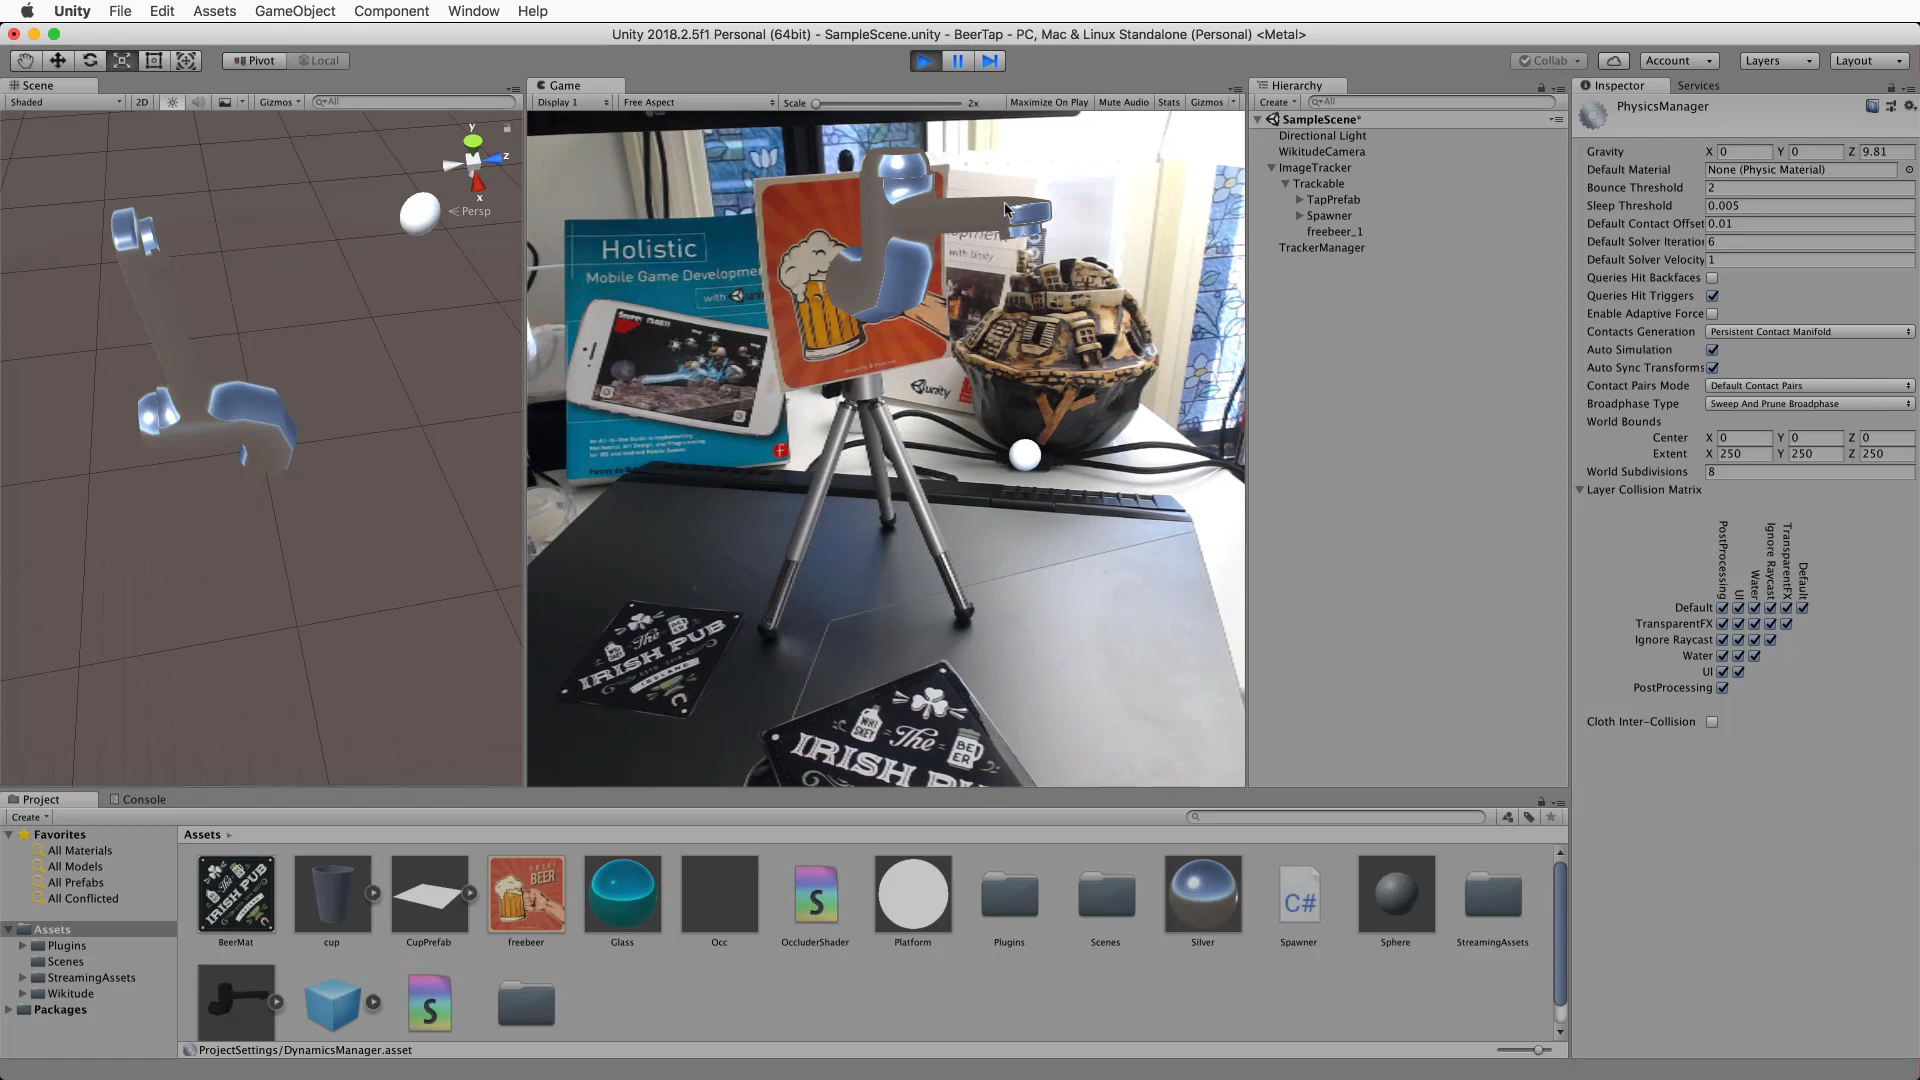 Unity File Edit Assets GameObject Component Window Help
Unity 2018.2.5f1 Personal (64bit) - SampleScene.unity - BeerTap - PC, Mac & Linux Standalone (Personal) <Metal>
Pivot Local
Collab Account Layers Layout
Scene
Shaded 2D Gizmos All
y
z
x
Persp
Game
Display 1 Free Aspect Scale 2x Maximize On Play Mute Audio Stats Gizmos
Holistic
Mobile Game Developme
with
unity
with Unity
The
IRISH PUB
IRELAND
WHI
SKEY
The
BE
ER
Hierarchy
Create All
SampleScene*
Directional Light
WikitudeCamera
ImageTracker
Trackable
TapPrefab
Spawner
freebeer_1
TrackerManager
Inspector Services
PhysicsManager
Gravity X 0 Y 0 Z 9.81
Default Material None (Physic Material)
Bounce Threshold 2
Sleep Threshold 0.005
Default Contact Offset 0.01
Default Solver Iteration 6
Default Solver Velocity 1
Queries Hit Backfaces
Queries Hit Triggers
Enable Adaptive Force
Contacts Generation Persistent Contact Manifold
Auto Simulation
Auto Sync Transforms
Contact Pairs Mode Default Contact Pairs
Broadphase Type Sweep And Prune Broadphase
World Bounds
Center X 0 Y 0 Z 0
Extent X 250 Y 250 Z 250
World Subdivisions 8
Layer Collision Matrix
PostProcessing UI Water Ignore Raycast TransparentFX Default
Default
TransparentFX
Ignore Raycast
Water
UI
PostProcessing
Cloth Inter-Collision
Project Console
Create
Favorites
All Materials
All Models
All Prefabs
All Conflicted
Assets
Plugins
Scenes
StreamingAssets
Wikitude
Packages
Assets
The
IRISH PUB
FREE
BEER
S
C#
BeerMat cup CupPrefab freebeer Glass Occ OccluderShader Platform Plugins Scenes Silver Spawner Sphere StreamingAssets
S
ProjectSettings/DynamicsManager.asset